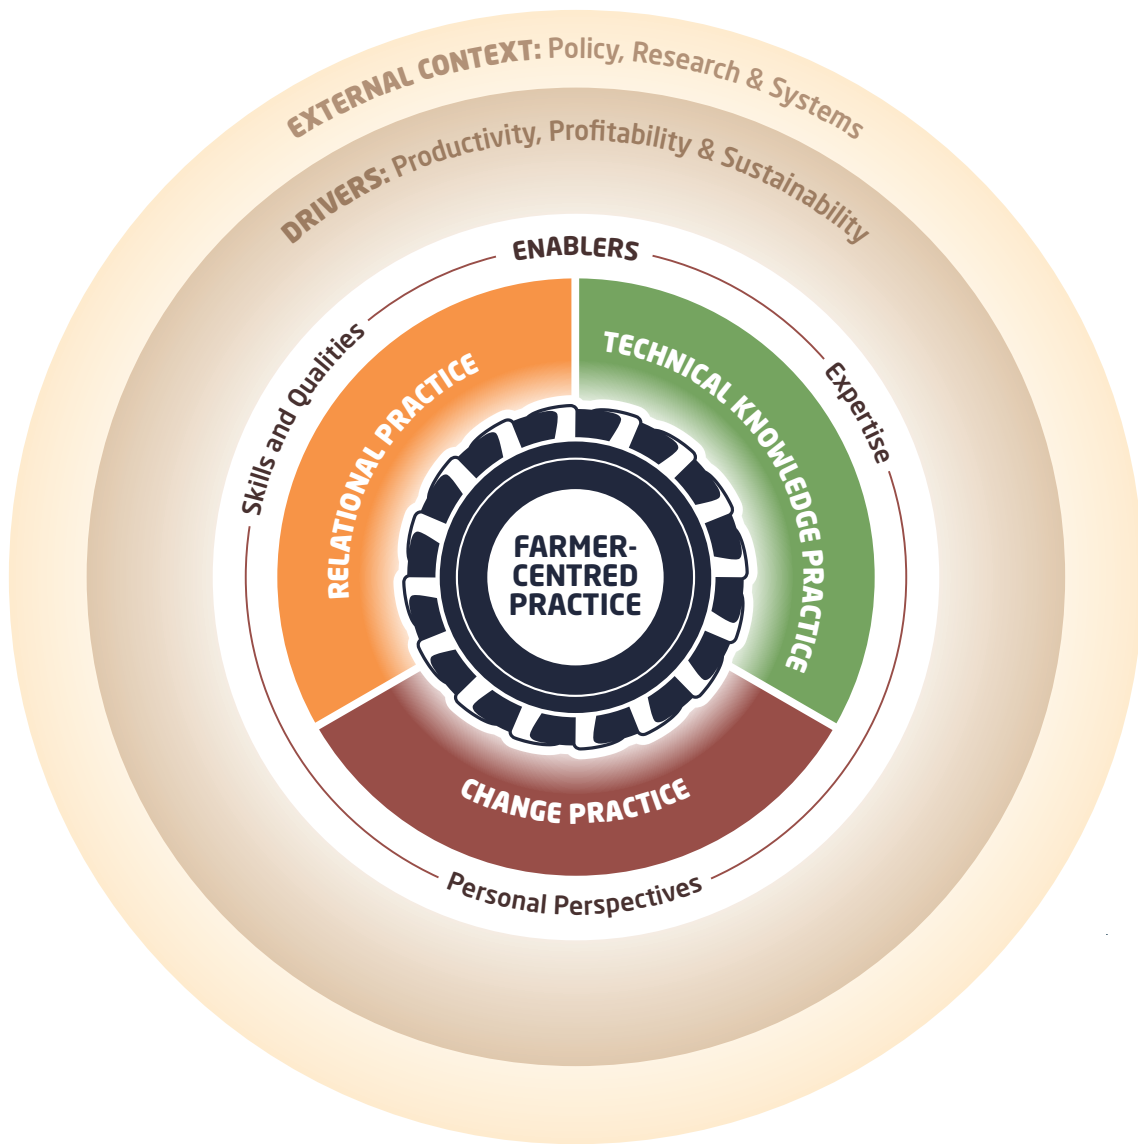 EXTERNAL CONTEXT: Policy, Research & Systems
DRIVERS: Productivity, Profitability & Sustainability
ENABLERS
Skills and Qualities
Expertise
Personal Perspectives
RELATIONAL PRACTICE
TECHNICAL KNOWLEDGE PRACTICE
CHANGE PRACTICE
FARMER-
CENTRED
PRACTICE